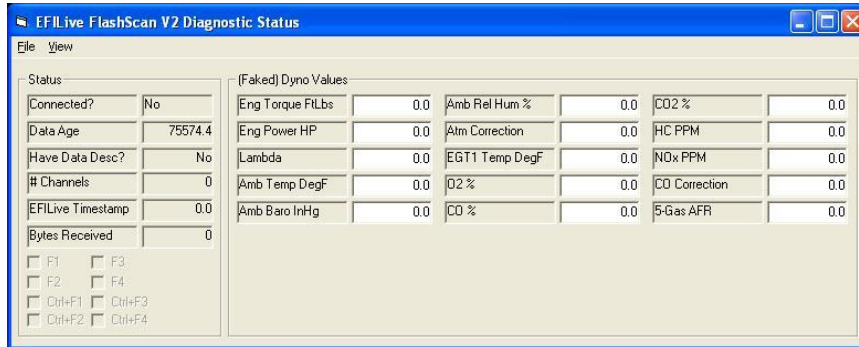 EFILive FlashScan V2 Diagnostic Status
File View
Status
Connected? No
Data Age 75574.4
Have Data Desc? No
# Channels 0
EFILive Timestamp 0.0
Bytes Received 0
F1 F3
F2 F4
Ctrl+F1 Ctrl+F3
Ctrl+F2 Ctrl+F4
(Faked) Dyno Values
Eng Torque FtLbs 0.0 Amb Rel Hum % 0.0 CO2 % 0.0
Eng Power HP 0.0 Atm Correction 0.0 HC PPM 0.0
Lambda 0.0 EGT1 Temp DegF 0.0 NOx PPM 0.0
Amb Temp DegF 0.0 O2 % 0.0 CO Correction 0.0
Amb Baro InHg 0.0 CO % 0.0 5-Gas AFR 0.0